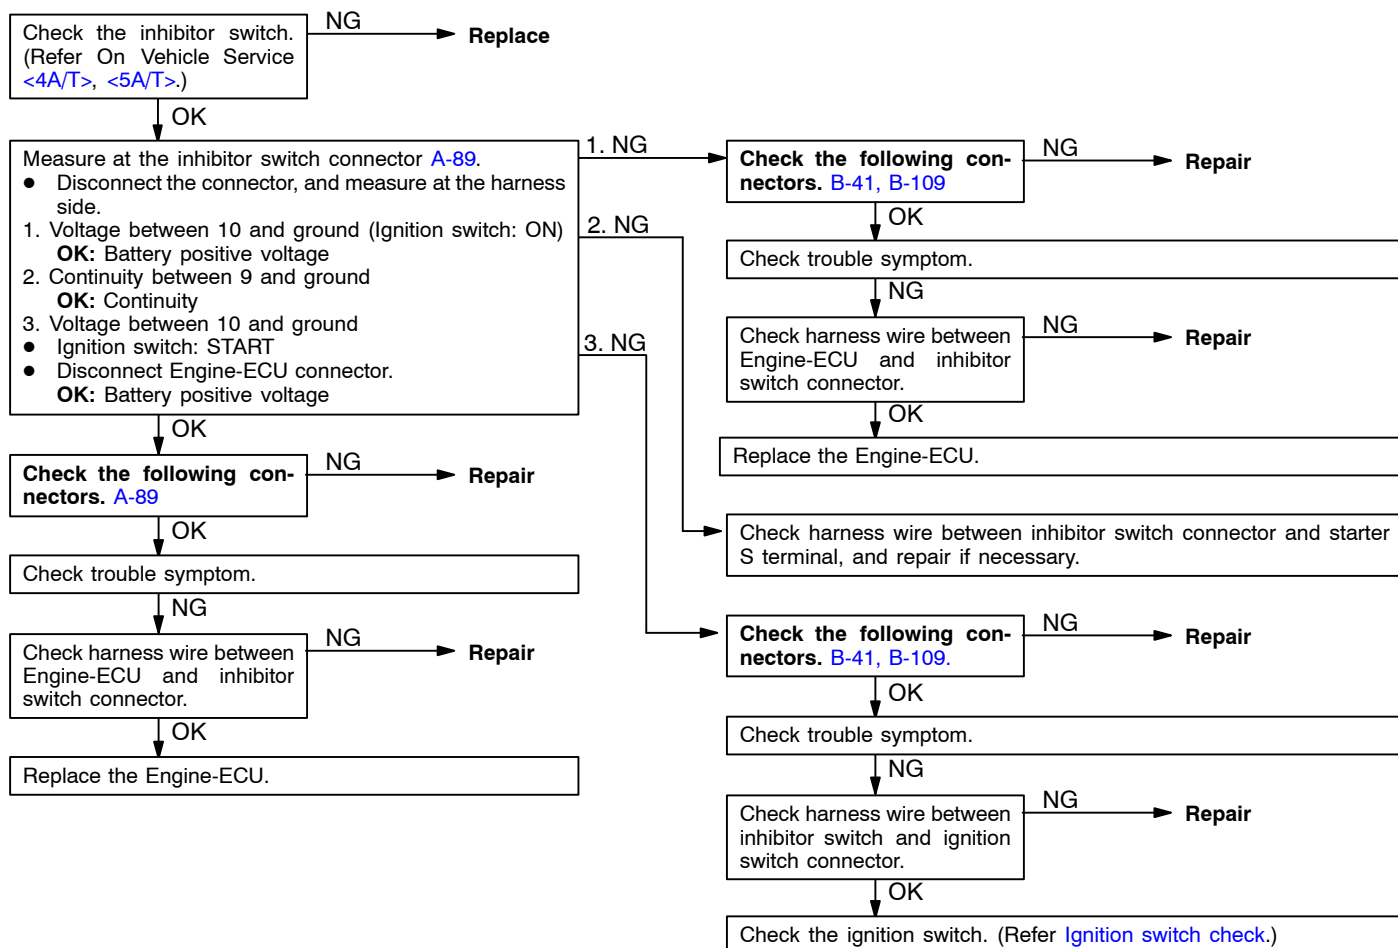 Check the inhibitor switch.
(Refer On Vehicle Service
<4A/T>, <5A/T>.)
NG
Replace
OK
Measure at the inhibitor switch connector A-89.
● Disconnect the connector, and measure at the harness
side.
1. Voltage between 10 and ground (Ignition switch: ON)
OK: Battery positive voltage
2. Continuity between 9 and ground
OK: Continuity
3. Voltage between 10 and ground
● Ignition switch: START
● Disconnect Engine-ECU connector.
OK: Battery positive voltage
OK
Check the following con-
nectors. A-89
NG
Repair
OK
Check trouble symptom.
NG
Check harness wire between
Engine-ECU and inhibitor
switch connector.
NG
Repair
OK
Replace the Engine-ECU.
1. NG
Check the following con-
nectors. B-41, B-109
NG
Repair
OK
Check trouble symptom.
NG
Check harness wire between
Engine-ECU and inhibitor
switch connector.
NG
Repair
OK
Replace the Engine-ECU.
2. NG
Check harness wire between inhibitor switch connector and starter
S terminal, and repair if necessary.
3. NG
Check the following con-
nectors. B-41, B-109.
NG
Repair
OK
Check trouble symptom.
NG
Check harness wire between
inhibitor switch and ignition
switch connector.
NG
Repair
OK
Check the ignition switch. (Refer Ignition switch check.)